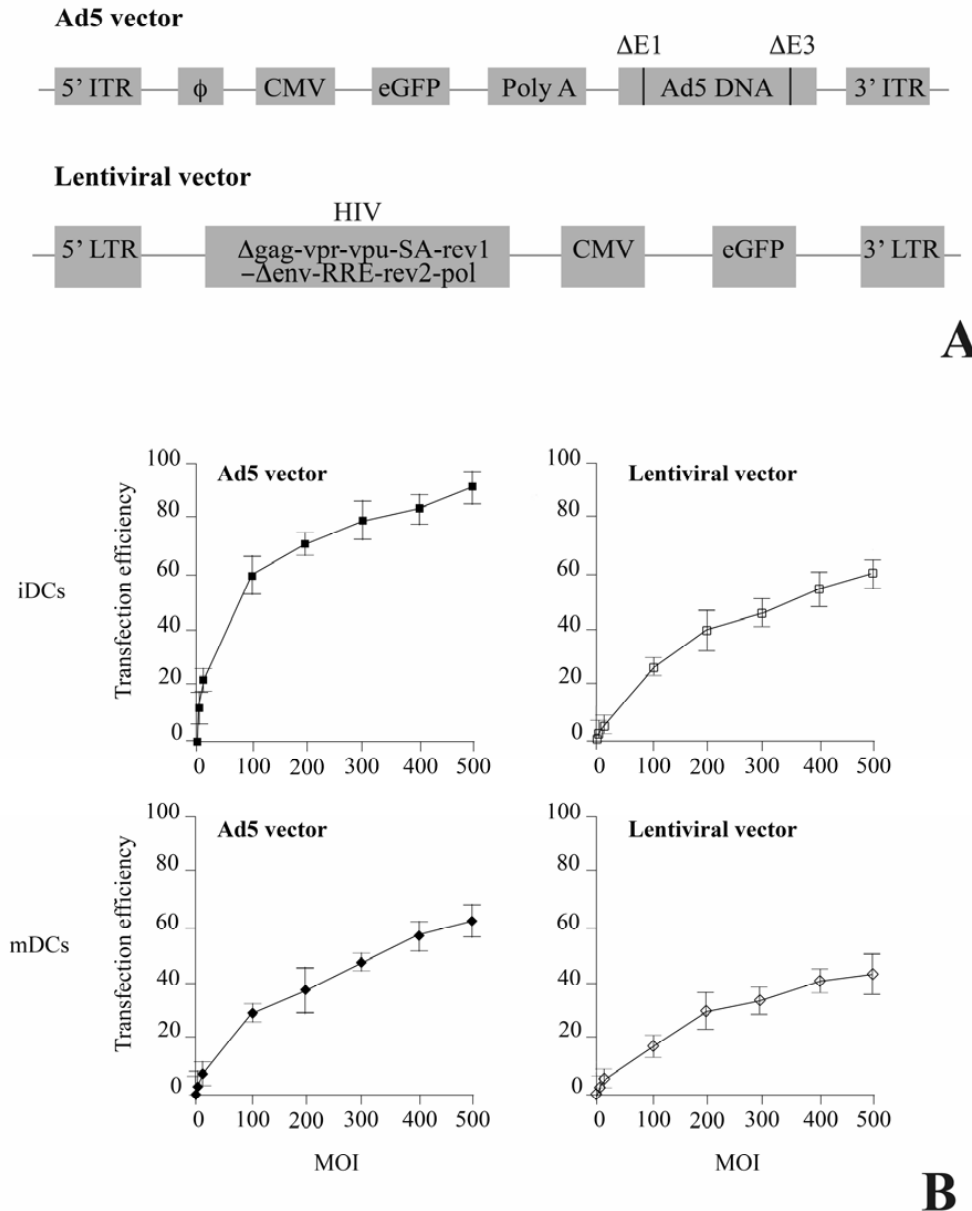 Ad5 vector
ΔE1 ΔE3
5' ITR ϕ CMV eGFP Poly A Ad5 DNA 3' ITR
Lentiviral vector
HIV
5' LTR Δgag-vpr-vpu-SA-rev1 CMV eGFP 3' LTR
–Δenv-RRE-rev2-pol
A
iDCs
Transfection efficiency
Ad5 vector
100
80
60
40
20
0
0 100 200 300 400 500
Lentiviral vector
100
80
60
40
20
0
0 100 200 300 400 500
mDCs
Transfection efficiency
Ad5 vector
100
80
60
40
20
0
0 100 200 300 400 500
MOI
Lentiviral vector
100
80
60
40
20
0
0 100 200 300 400 500
MOI
B